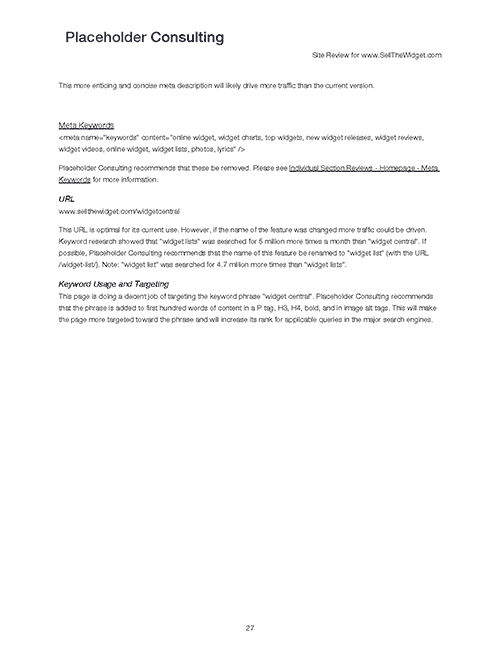 Placeholder Consulting
Site Review for www.SellTheWidget.com
This more enticing and concise meta description will likely drive more traffic than the current version.
Meta Keywords
<meta name="keywords" content="online widget, widget charts, top widgets, new widget releases, widget reviews,
widget videos, online widget, widget lists, photos, lyrics" />
Placeholder Consulting recommends that these be removed. Please see Individual Section Reviews - Homepage - Meta
Keywords for more information.
URL
www.sellthewidget.com/widgetcentral
This URL is optimal for its current use. However, if the name of the feature was changed more traffic could be driven.
Keyword research showed that "widget lists" was searched for 5 million more times a month than "widget central". If
possible, Placeholder Consulting recommends that the name of this feature be renamed to "widget list" (with the URL
/widget-list/). Note: "widget list" was searched for 4.7 million more times than "widget lists".
Keyword Usage and Targeting
This page is doing a decent job of targeting the keyword phrase "widget central". Placeholder Consulting recommends
that the phrase is added to first hundred words of content in a P tag, H3, H4, bold, and in image alt tags. This will make
the page more targeted toward the phrase and will increase its rank for applicable queries in the major search engines.
27